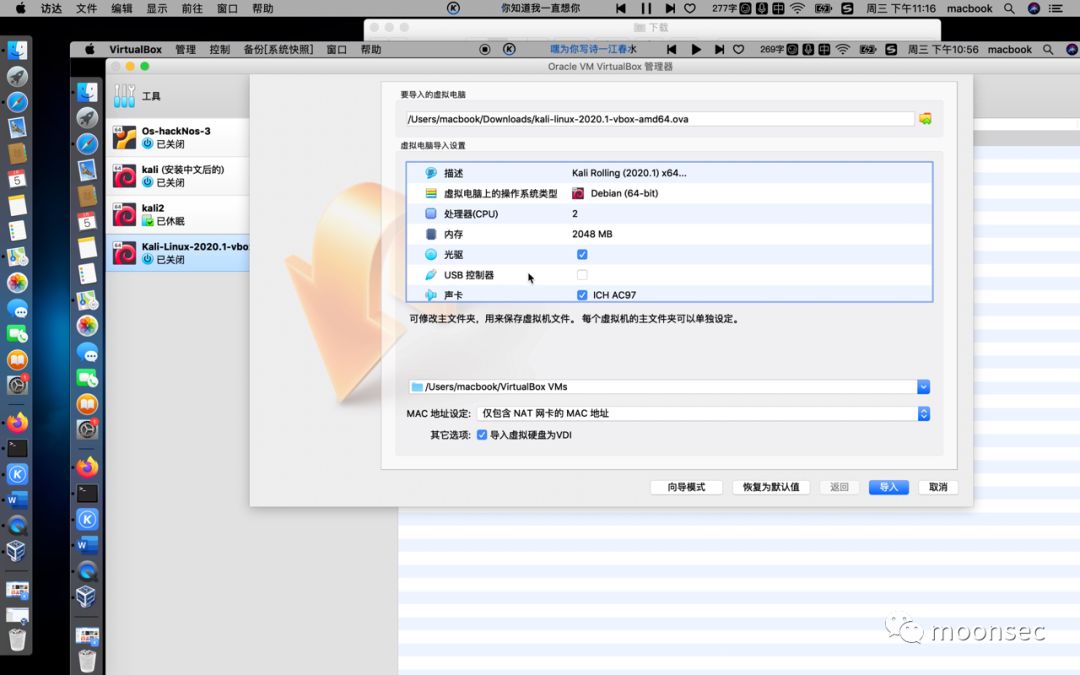 访达 文件 编辑 显示 前往 窗口 帮助 你知道我一直想你 277字 周三 下午11:16 macbook
下载
VirtualBox 管理 控制 备份[系统快照] 窗口 帮助 嘿为你写诗一江春水 269字 周三 下午10:56 macbook
Oracle VM VirtualBox 管理器
工具
Os-hackNos-3
已关闭
kali (安装中文后的)
已关闭
kali2
已休眠
Kali-Linux-2020.1-vbo
已关闭
要导入的虚拟电脑
/Users/macbook/Downloads/kali-linux-2020.1-vbox-amd64.ova
虚拟电脑导入设置
描述 Kali Rolling (2020.1) x64...
虚拟电脑上的操作系统类型 Debian (64-bit)
处理器(CPU) 2
内存 2048 MB
光驱
USB 控制器
声卡 ICH AC97
可修改主文件夹，用来保存虚拟机文件。 每个虚拟机的主文件夹可以单独设定。
/Users/macbook/VirtualBox VMs
MAC 地址设定: 仅包含 NAT 网卡的 MAC 地址
其它选项: 导入虚拟硬盘为VDI
向导模式 恢复为默认值 返回 导入 取消
moonsec